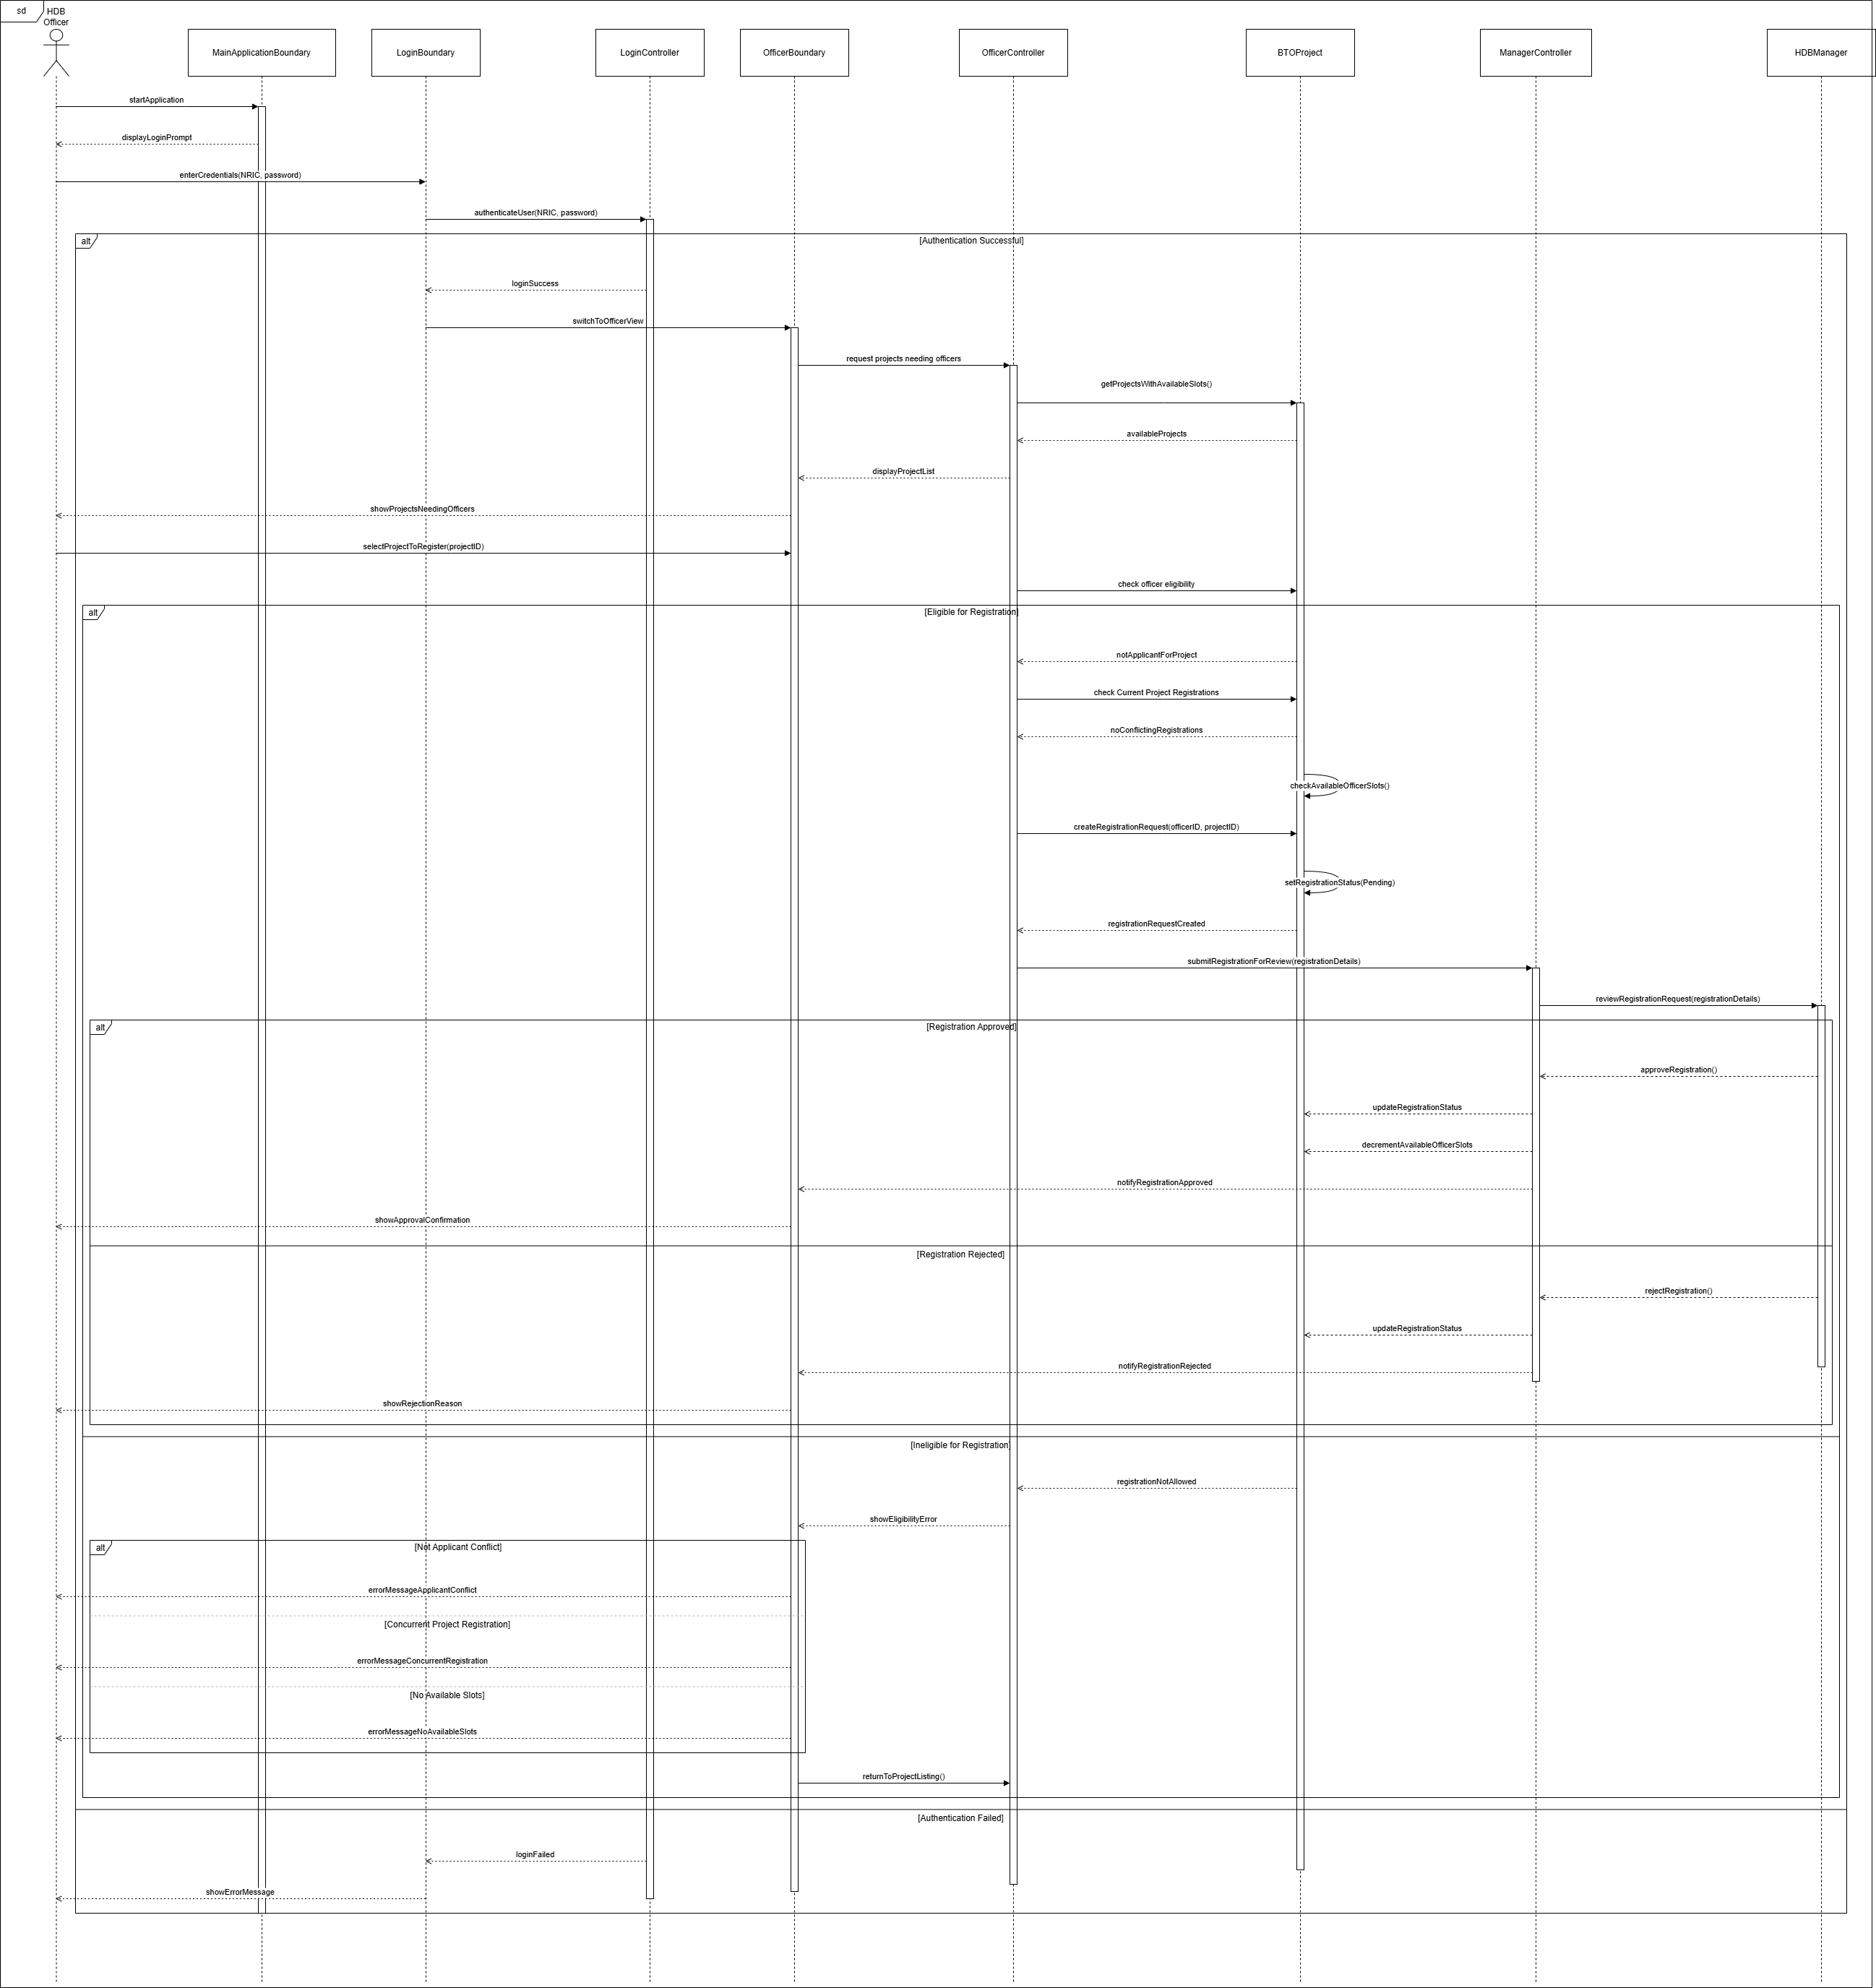 sd
HDB
Officer
MainApplicationBoundary
LoginBoundary
LoginController
OfficerBoundary
OfficerController
BTOProject
ManagerController
HDBManager
startApplication
displayLoginPrompt
enterCredentials(NRIC, password)
authenticateUser(NRIC, password)
alt
[Authentication Successful]
loginSuccess
switchToOfficerView
request projects needing officers
getProjectsWithAvailableSlots()
availableProjects
displayProjectList
showProjectsNeedingOfficers
selectProjectToRegister(projectID)
check officer eligibility
alt
[Eligible for Registration]
notApplicantForProject
check Current Project Registrations
noConflictingRegistrations
checkAvailableOfficerSlots()
createRegistrationRequest(officerID, projectID)
setRegistrationStatus(Pending)
registrationRequestCreated
submitRegistrationForReview(registrationDetails)
reviewRegistrationRequest(registrationDetails)
alt
[Registration Approved]
approveRegistration()
updateRegistrationStatus
decrementAvailableOfficerSlots
notifyRegistrationApproved
showApprovalConfirmation
[Registration Rejected]
rejectRegistration()
updateRegistrationStatus
notifyRegistrationRejected
showRejectionReason
[Ineligible for Registration]
registrationNotAllowed
showEligibilityError
alt
[Not Applicant Conflict]
errorMessageApplicantConflict
[Concurrent Project Registration]
errorMessageConcurrentRegistration
[No Available Slots]
errorMessageNoAvailableSlots
returnToProjectListing()
[Authentication Failed]
loginFailed
showErrorMessage